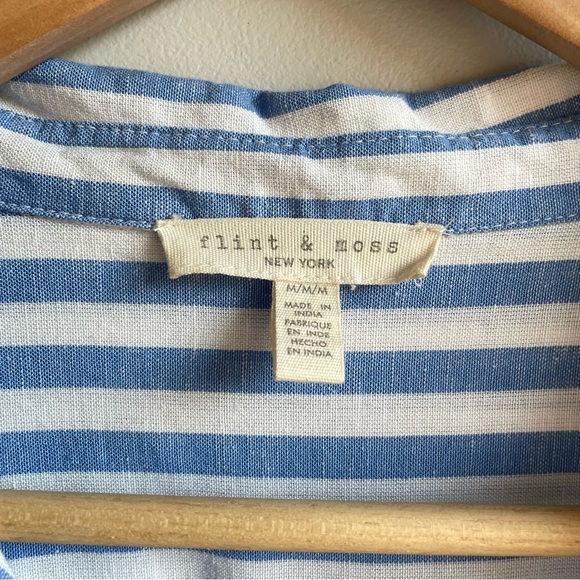 flint & moss
NEW YORK
M/M/M
MADE IN
INDIA
FABRIQUE
EN INDE
HECHO
EN INDIA